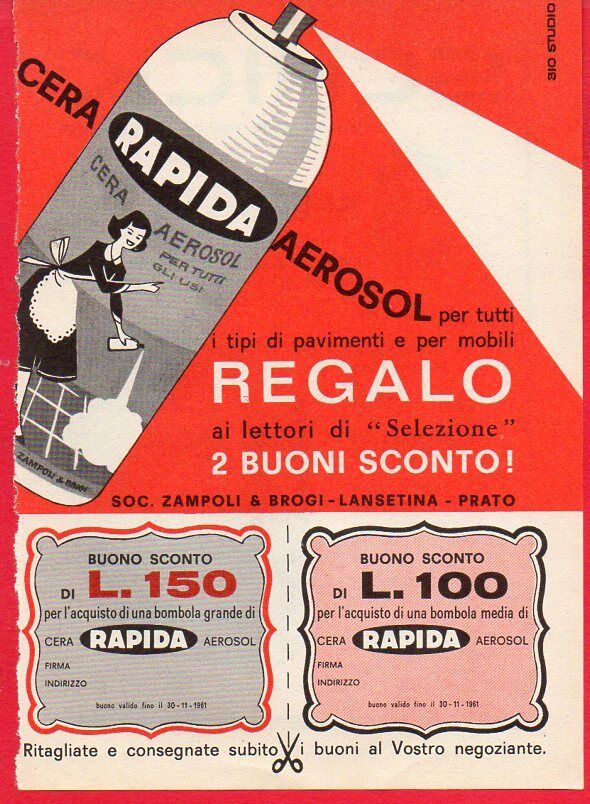 310 STUDIO
CERA
RAPIDA
CERA
AEROSOL
PER TUTTI
GLI USI
ZAMPOLI & BROGI
AEROSOL per tutti
i tipi di pavimenti e per mobili
REGALO
ai lettori di "Selezione"
2 BUONI SCONTO!
SOC. ZAMPOLI & BROGI - LANSETINA - PRATO
BUONO SCONTO
DI L. 150
per l'acquisto di una bombola grande di
CERA RAPIDA AEROSOL
FIRMA
INDIRIZZO
buono valido fino il 30-11-1961
BUONO SCONTO
DI L. 100
per l'acquisto di una bombola media di
CERA RAPIDA AEROSOL
FIRMA
INDIRIZZO
buono valido fino il 30-11-1961
Ritagliate e consegnate subito i buoni al Vostro negoziante.